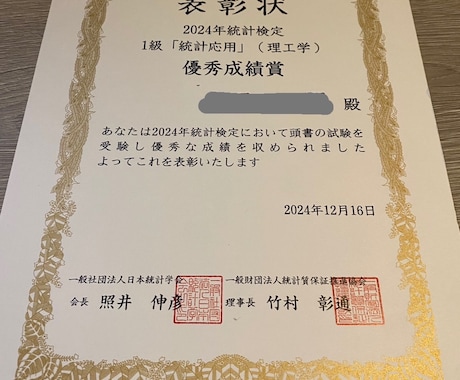 表彰状
2024年統計検定
1級「統計応用」（理工学）
優秀成績賞
殿
あなたは2024年統計検定において頭書の試験を
受験し優秀な成績を収められました
よってこれを表彰いたします
2024年12月16日
一般社団法人日本統計学会
会長 照井 伸彦
一般財団法人統計質保証推進協会
理事長 竹村 彰通